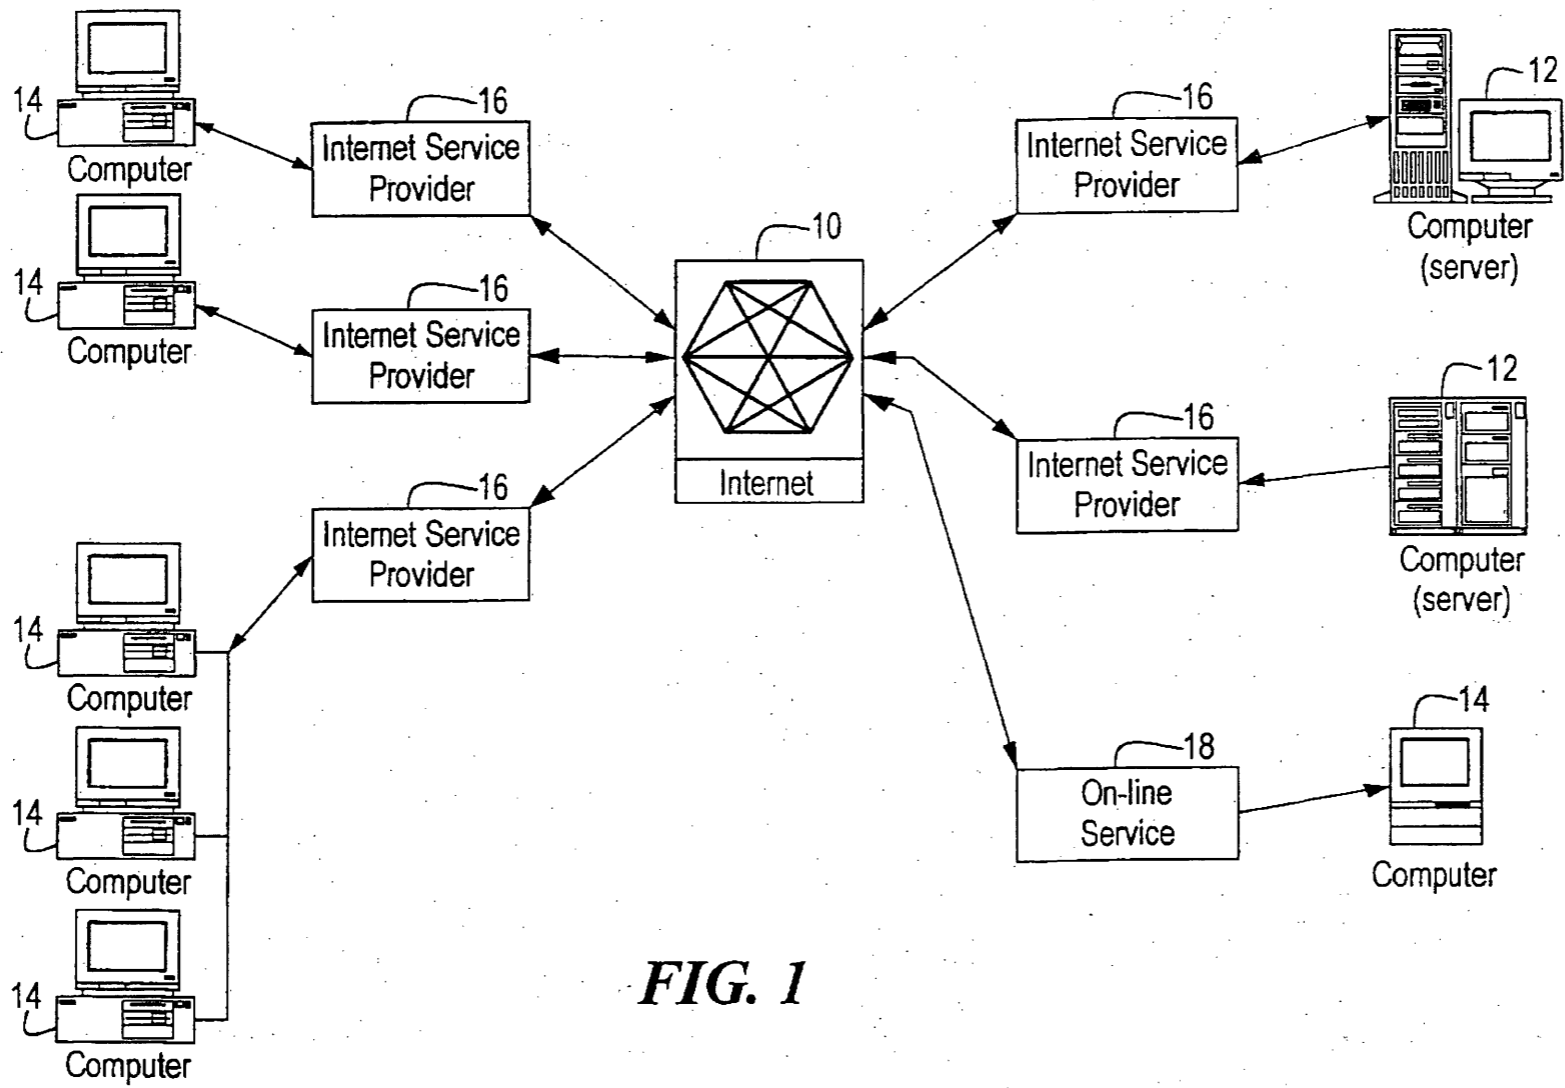 14
Computer
14
Computer
16
Internet Service
Provider
16
Internet Service
Provider
16
Internet Service
Provider
14
Computer
14
Computer
14
Computer
10
Internet
16
Internet Service
Provider
12
Computer
(server)
16
Internet Service
Provider
12
Computer
(server)
18
On-line
Service
14
Computer
FIG. 1